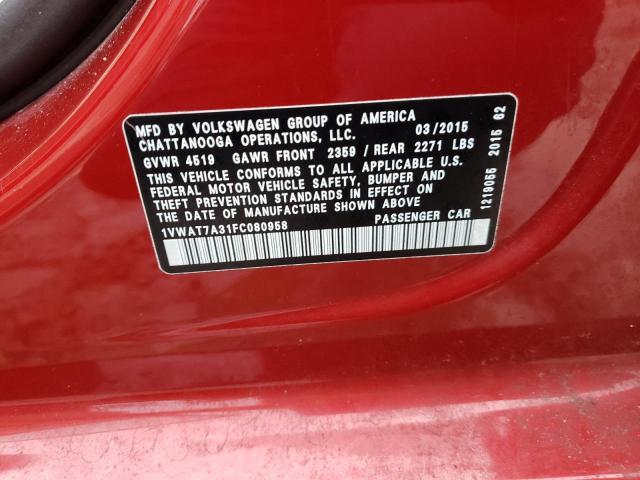 MFD BY VOLKSWAGEN GROUP OF AMERICA
CHATTANOOGA OPERATIONS, LLC. 03/2015
GVWR 4519 GAWR FRONT 2359 / REAR 2271 LBS
THIS VEHICLE CONFORMS TO ALL APPLICABLE U.S.
FEDERAL MOTOR VEHICLE SAFETY, BUMPER AND
THEFT PREVENTION STANDARDS IN EFFECT ON
THE DATE OF MANUFACTURE SHOWN ABOVE
1VWAT7A31FC080958 PASSENGER CAR
1219055 2015 62